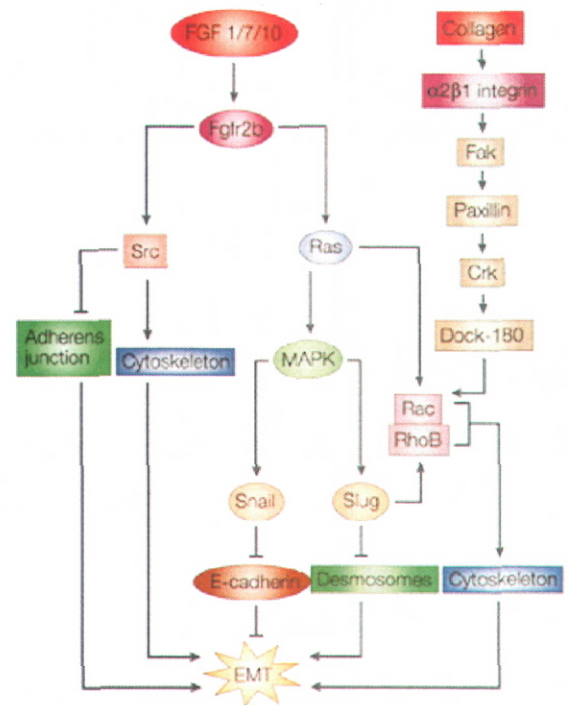 FGF 1/7/10
Collagen
α2β1 integrin
Fgfr2b
Fak
Paxillin
Src
Ras
Crk
Adherens
junction
Cytoskeleton
MAPK
Dock-180
Rac
RhoB
Snail
Slug
E-cadherin
Desmosomes
Cytoskeleton
EMT